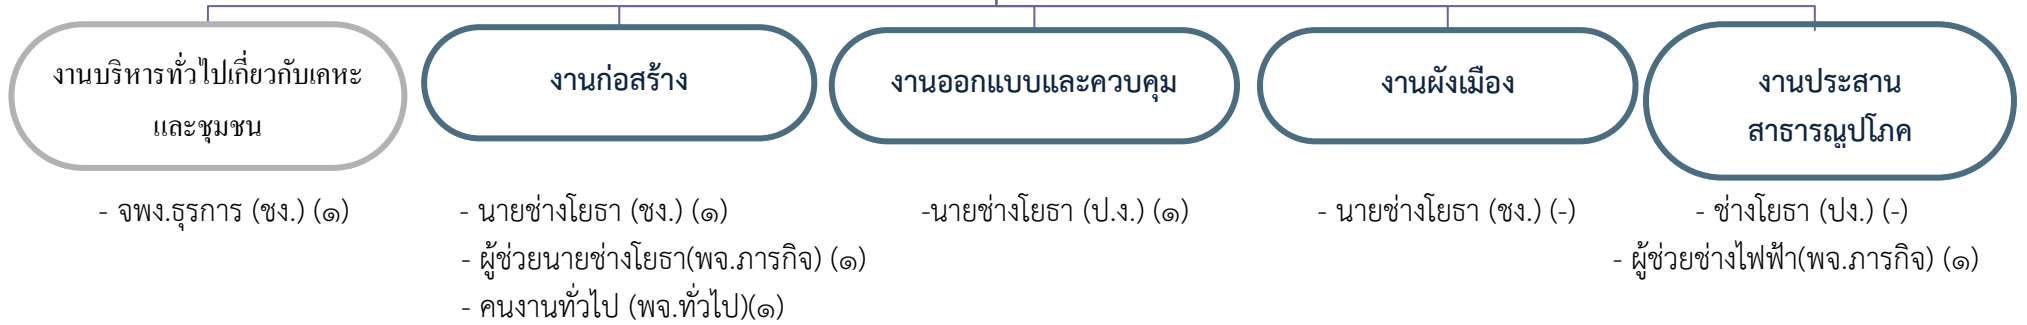 งานบริหารทั่วไปเกี่ยวกับเคหะ
และชุมชน
- จพง.ธุรการ (ชง.) (๑)
งานก่อสร้าง
- นายช่างโยธา (ชง.) (๑)
- ผู้ช่วยนายช่างโยธา(พจ.ภารกิจ) (๑)
- คนงานทั่วไป (พจ.ทั่วไป)(๑)
งานออกแบบและควบคุม
-นายช่างโยธา (ป.ง.) (๑)
งานผังเมือง
- นายช่างโยธา (ชง.) (-)
งานประสาน
สาธารณูปโภค
- ช่างโยธา (ปง.) (-)
- ผู้ช่วยช่างไฟฟ้า(พจ.ภารกิจ) (๑)